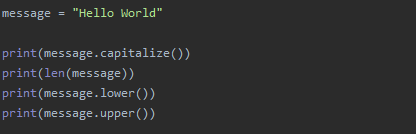 message = "Hello World"
print(message.capitalize())
print(len(message))
print(message.lower())
print(message.upper())